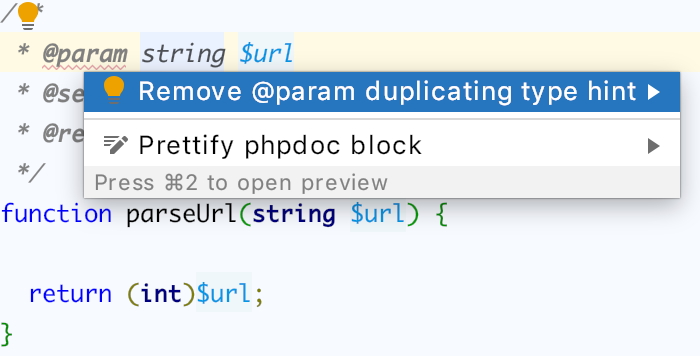 /**
* @param string $url
Remove @param duplicating type hint
* @se
Prettify phpdoc block
* @re
Press ⌘2 to open preview
*/
function parseUrl(string $url) {
return (int)$url;
}